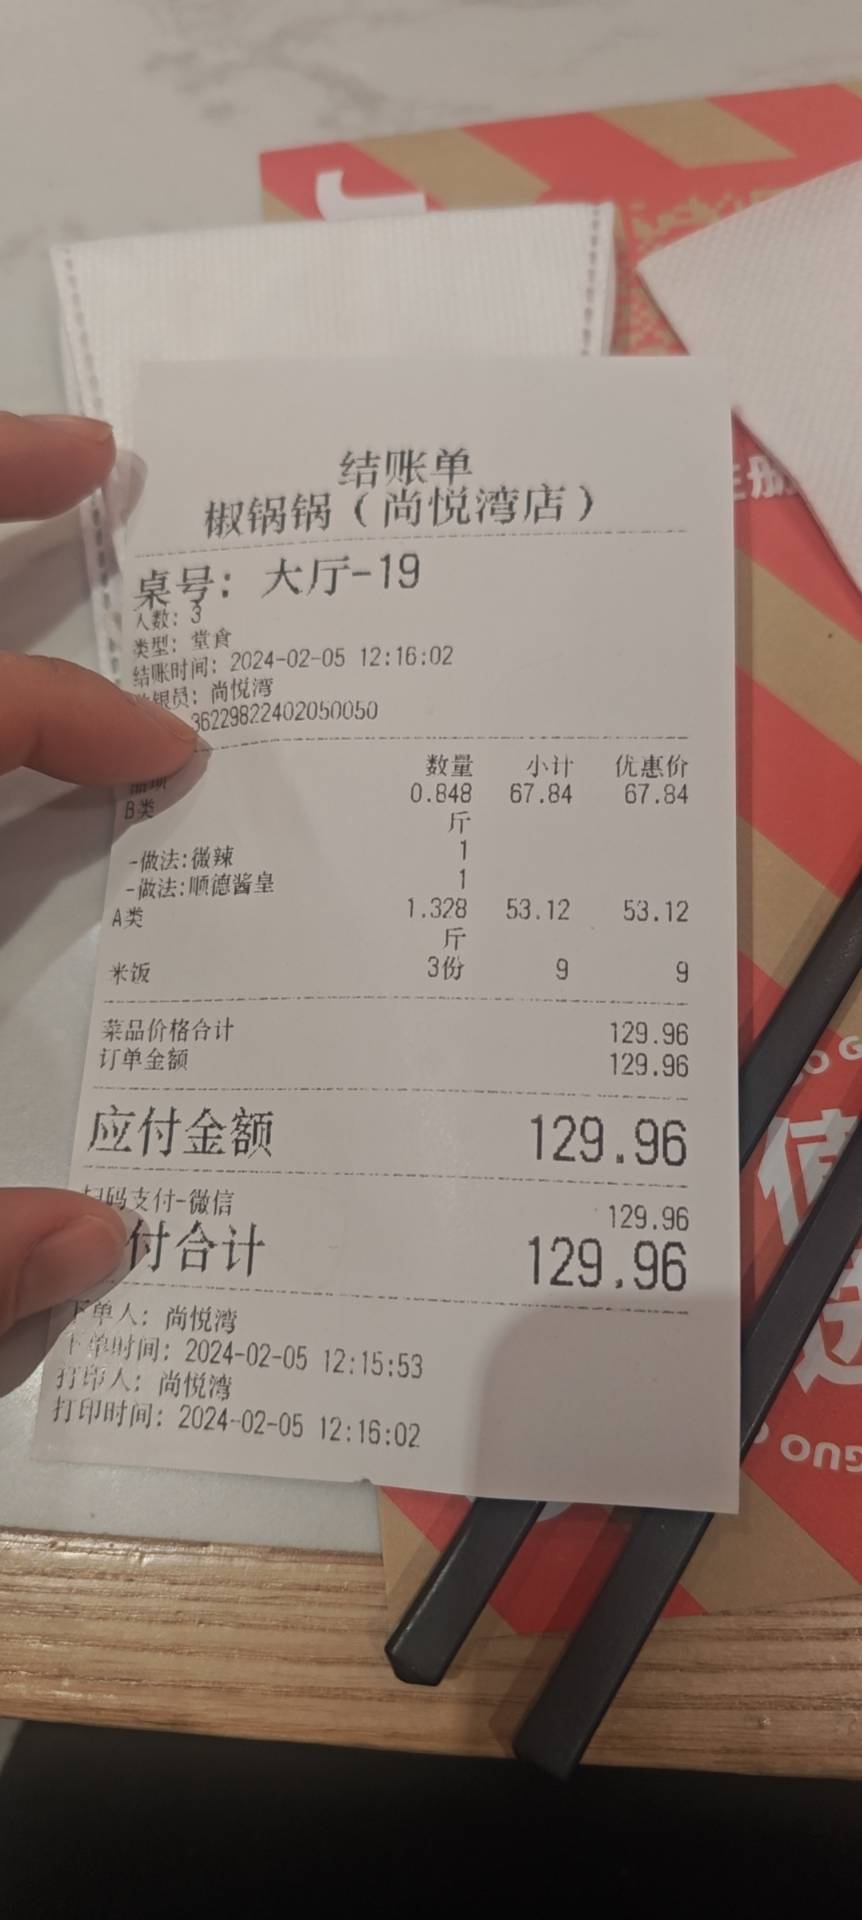 结账单
椒锅锅（尚悦湾店）
桌号: 大厅-19
人数: 3
类型: 堂食
结账时间: 2024-02-05 12:16:02
银员: 尚悦湾
36229822402050050
数量 小计 优惠价
B类 0.848 67.84 67.84
斤
-做法:微辣 1
-做法:顺德酱皇 1
A类 1.328 53.12 53.12
斤
米饭 3份 9 9
菜品价格合计 129.96
订单金额 129.96
应付金额 129.96
扫码支付-微信 129.96
付合计 129.96
下单人: 尚悦湾
下单时间: 2024-02-05 12:15:53
打印人: 尚悦湾
打印时间: 2024-02-05 12:16:02
册
GUO